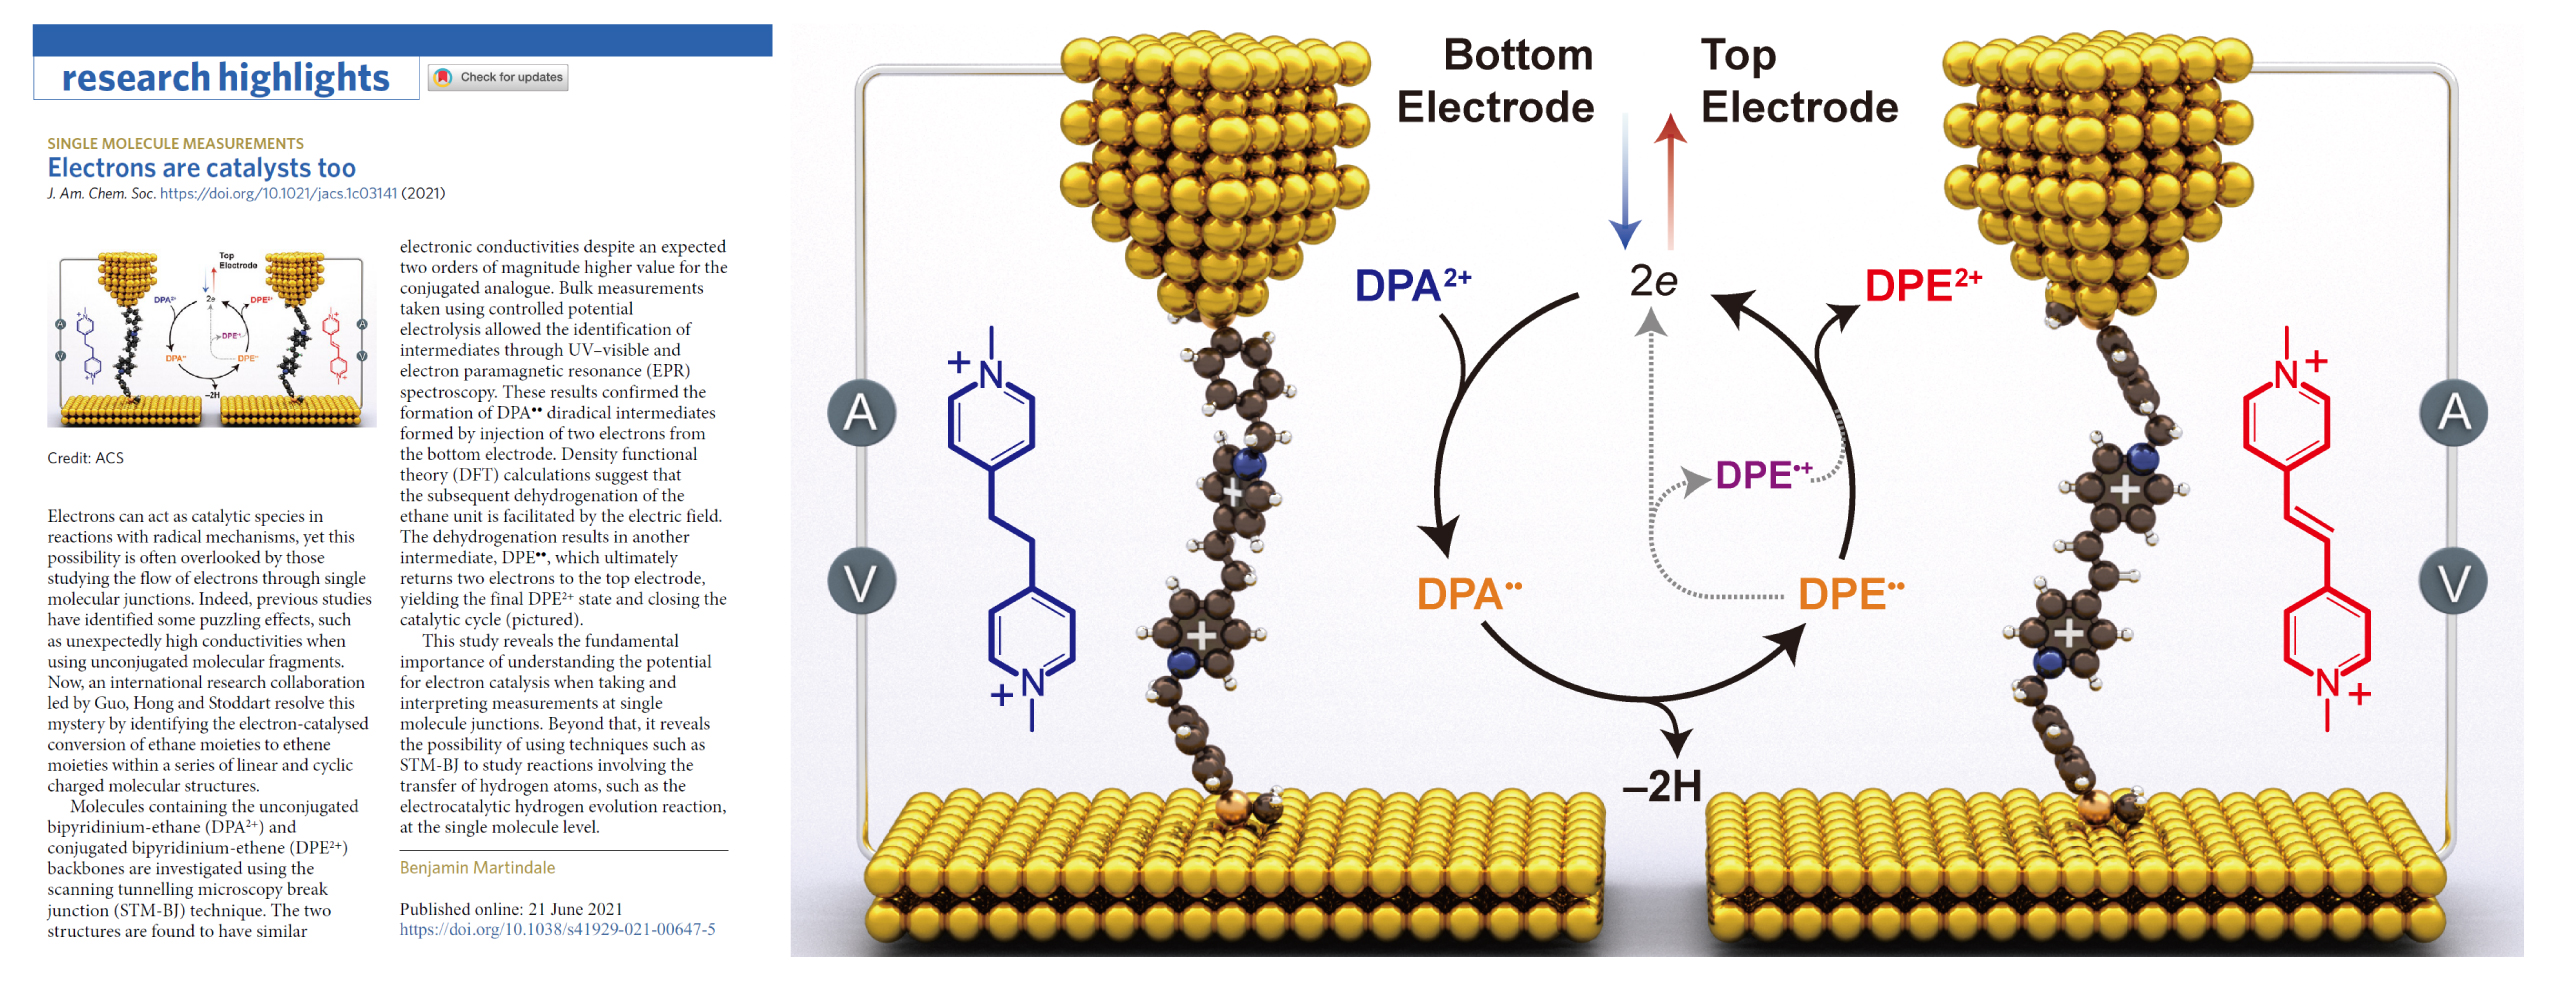 research highlights
Check for updates
SINGLE MOLECULE MEASUREMENTS
Electrons are catalysts too
J. Am. Chem. Soc. https://doi.org/10.1021/jacs.1c03141 (2021)
Top
Electrode
DPA²⁺
2e
DPE²⁺
DPE•⁺
DPA••
DPE••
–2H
A
V
A
V
+
N
N
+
N
+
N
+
Credit: ACS
Electrons can act as catalytic species in
reactions with radical mechanisms, yet this
possibility is often overlooked by those
studying the flow of electrons through single
molecular junctions. Indeed, previous studies
have identified some puzzling effects, such
as unexpectedly high conductivities when
using unconjugated molecular fragments.
Now, an international research collaboration
led by Guo, Hong and Stoddart resolve this
mystery by identifying the electron-catalysed
conversion of ethane moieties to ethene
moieties within a series of linear and cyclic
charged molecular structures.
Molecules containing the unconjugated
bipyridinium-ethane (DPA²⁺) and
conjugated bipyridinium-ethene (DPE²⁺)
backbones are investigated using the
scanning tunnelling microscopy break
junction (STM-BJ) technique. The two
structures are found to have similar
electronic conductivities despite an expected
two orders of magnitude higher value for the
conjugated analogue. Bulk measurements
taken using controlled potential
electrolysis allowed the identification of
intermediates through UV–visible and
electron paramagnetic resonance (EPR)
spectroscopy. These results confirmed the
formation of DPA•• diradical intermediates
formed by injection of two electrons from
the bottom electrode. Density functional
theory (DFT) calculations suggest that
the subsequent dehydrogenation of the
ethane unit is facilitated by the electric field.
The dehydrogenation results in another
intermediate, DPE••, which ultimately
returns two electrons to the top electrode,
yielding the final DPE²⁺ state and closing the
catalytic cycle (pictured).
This study reveals the fundamental
importance of understanding the potential
for electron catalysis when taking and
interpreting measurements at single
molecule junctions. Beyond that, it reveals
the possibility of using techniques such as
STM-BJ to study reactions involving the
transfer of hydrogen atoms, such as the
electrocatalytic hydrogen evolution reaction,
at the single molecule level.
Benjamin Martindale
Published online: 21 June 2021
https://doi.org/10.1038/s41929-021-00647-5
Bottom
Electrode
Top
Electrode
DPA²⁺
2e
DPE²⁺
DPE•⁺
DPA••
DPE••
–2H
A
V
+
N
+
N
+
+
+
+
N
+
N
+
A
V